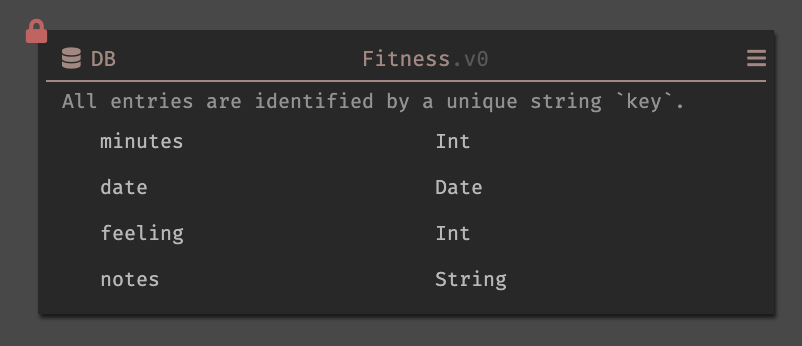 DB Fitness.v0
All entries are identified by a unique string `key`.
minutes Int
date Date
feeling Int
notes String